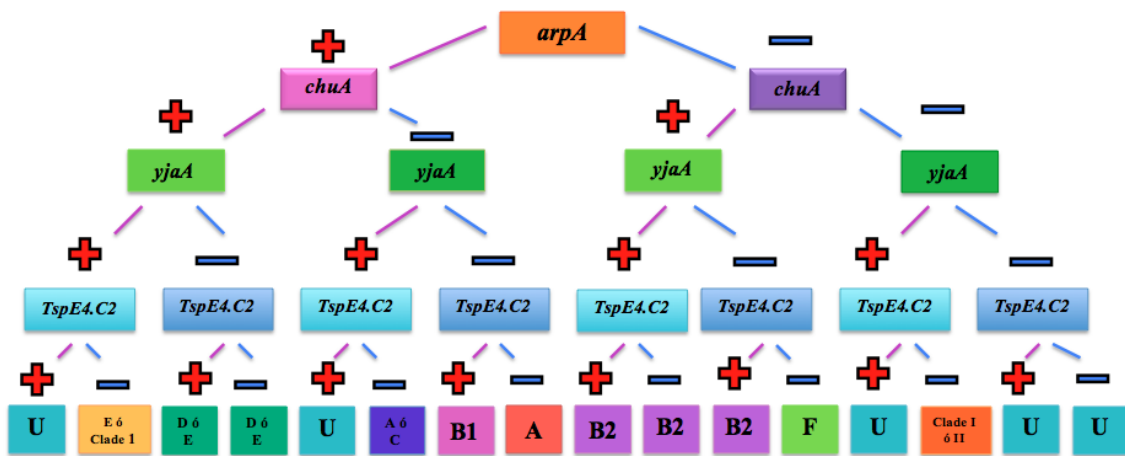 arpA
chuA
chuA
yjaA
yjaA
yjaA
yjaA
TspE4.C2
TspE4.C2
TspE4.C2
TspE4.C2
TspE4.C2
TspE4.C2
TspE4.C2
TspE4.C2
U
E ó
Clade 1
D ó
E
D ó
E
U
A ó
C
B1
A
B2
B2
B2
F
U
Clade I
ó II
U
U